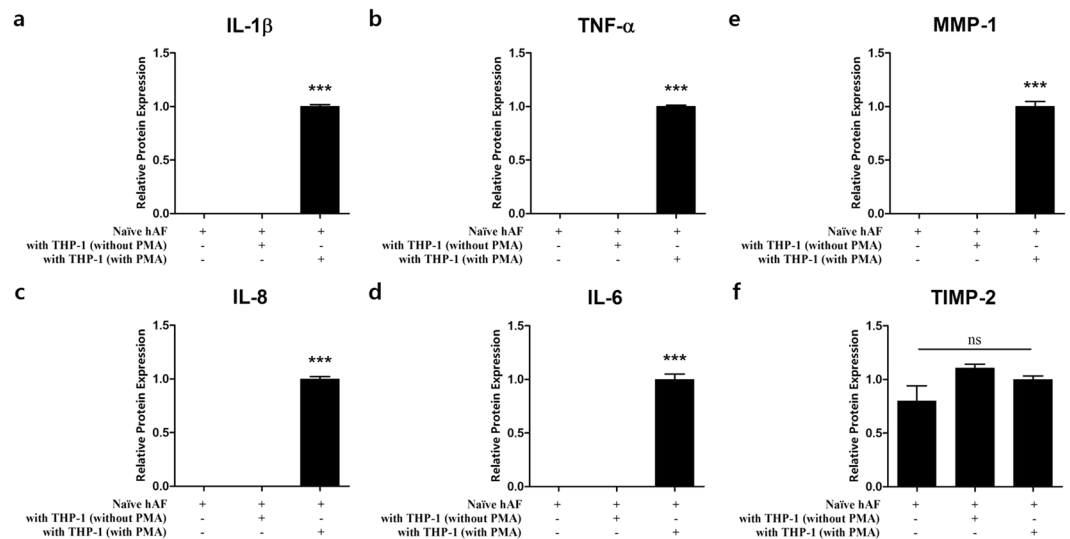 a
IL-1β
Relative Protein Expression
1.5
1.0
0.5
0.0
***
Naïve hAF + + +
with THP-1 (without PMA) - + -
with THP-1 (with PMA) - - +
b
TNF-α
Relative Protein Expression
1.5
1.0
0.5
0.0
***
Naïve hAF + + +
with THP-1 (without PMA) - + -
with THP-1 (with PMA) - - +
e
MMP-1
Relative Protein Expression
1.5
1.0
0.5
0.0
***
Naïve hAF + + +
with THP-1 (without PMA) - + -
with THP-1 (with PMA) - - +
c
IL-8
Relative Protein Expression
1.5
1.0
0.5
0.0
***
Naïve hAF + + +
with THP-1 (without PMA) - + -
with THP-1 (with PMA) - - +
d
IL-6
Relative Protein Expression
1.5
1.0
0.5
0.0
***
Naïve hAF + + +
with THP-1 (without PMA) - + -
with THP-1 (with PMA) - - +
f
TIMP-2
Relative Protein Expression
1.5
1.0
0.5
0.0
ns
Naïve hAF + + +
with THP-1 (without PMA) - + -
with THP-1 (with PMA) - - +